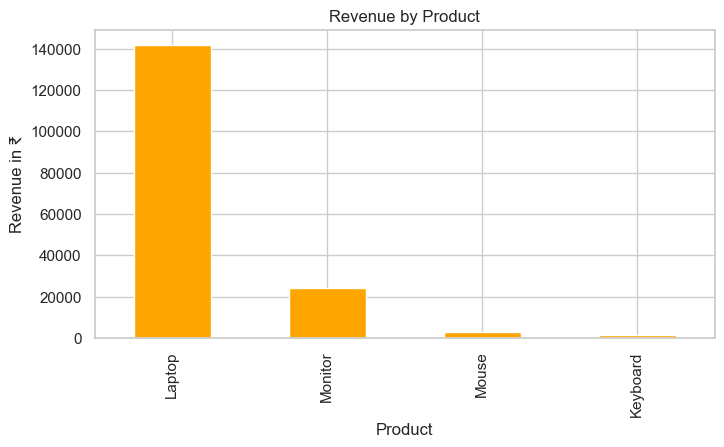 Revenue by Product
Revenue in ₹
140000
120000
100000
80000
60000
40000
20000
0
Laptop
Monitor
Mouse
Keyboard
Product